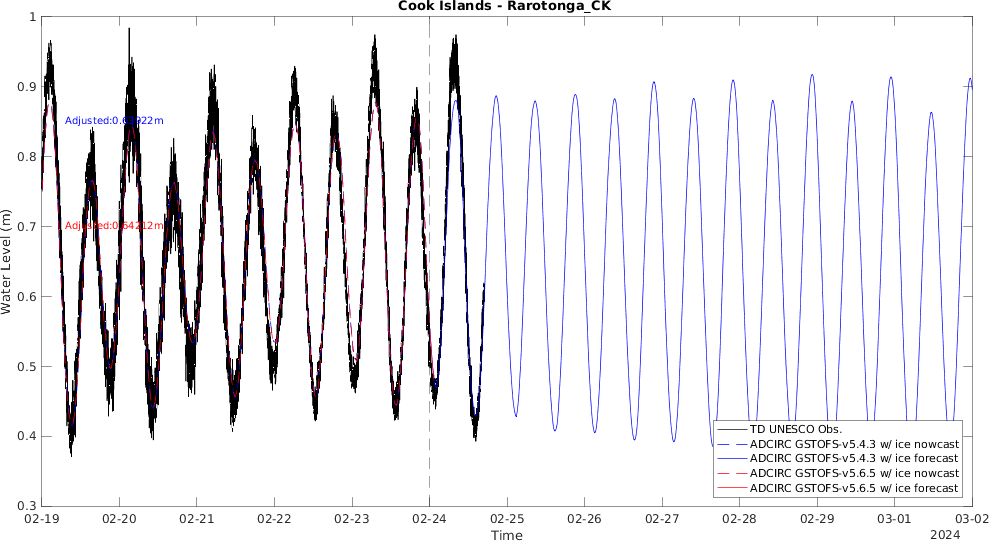 Cook Islands - Rarotonga_CK
1
0.9
0.8
0.7
0.6
0.5
0.4
0.3
Water Level (m)
Adjusted:0.64212m
02-19
02-20
02-21
02-22
02-23
02-24
02-25
02-26
02-27
02-28
02-29
03-01
03-02
Time
2024
TD UNESCO Obs.
ADCIRC GSTOFS-v5.4.3 w/ ice nowcast
ADCIRC GSTOFS-v5.4.3 w/ ice forecast
ADCIRC GSTOFS-v5.6.5 w/ ice nowcast
ADCIRC GSTOFS-v5.6.5 w/ ice forecast